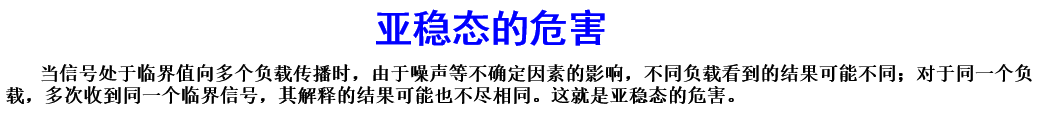 亚稳态的危害
当信号处于临界值向多个负载传播时，由于噪声等不确定因素的影响，不同负载看到的结果可能不同；对于同一个负
载，多次收到同一个临界信号，其解释的结果可能也不尽相同。这就是亚稳态的危害。